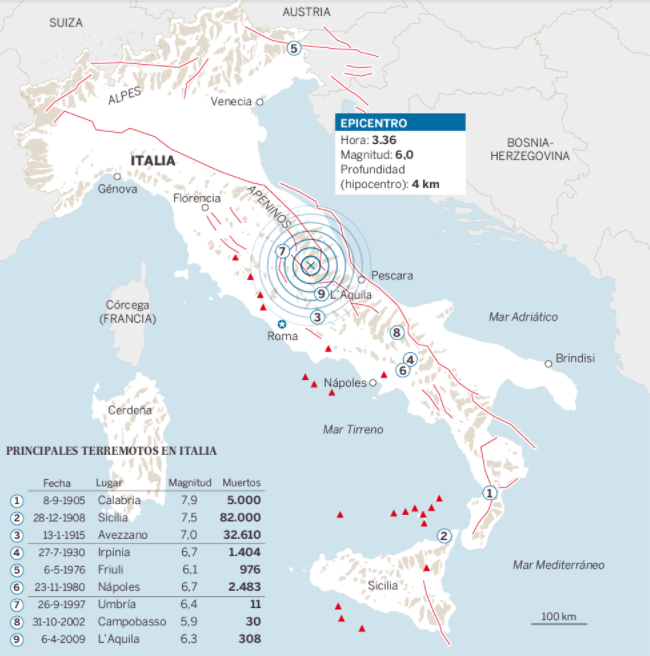 SUIZA
AUSTRIA
5
ALPES
Venecia
EPICENTRO
Hora: 3.36
Magnitud: 6,0
Profundidad
(hipocentro): 4 km
BOSNIA-
HERZEGOVINA
ITALIA
Génova
Florencia
APENINOS
7
Pescara
9 L'Aquila
3
Córcega
(FRANCIA)
Roma
8
Mar Adriático
4
6
Brindisi
Nápoles
Cerdeña
Mar Tirreno
PRINCIPALES TERREMOTOS EN ITALIA
Fecha Lugar Magnitud Muertos
1 8-9-1905 Calabria 7,9 5.000
2 28-12-1908 Sicilia 7,5 82.000
3 13-1-1915 Avezzano 7,0 32.610
4 27-7-1930 Irpinia 6,7 1.404
5 6-5-1976 Friuli 6,1 976
6 23-11-1980 Nápoles 6,7 2.483
7 26-9-1997 Umbría 6,4 11
8 31-10-2002 Campobasso 5,9 30
9 6-4-2009 L'Aquila 6,3 308
1
2
Mar Mediterráneo
Sicilia
100 km